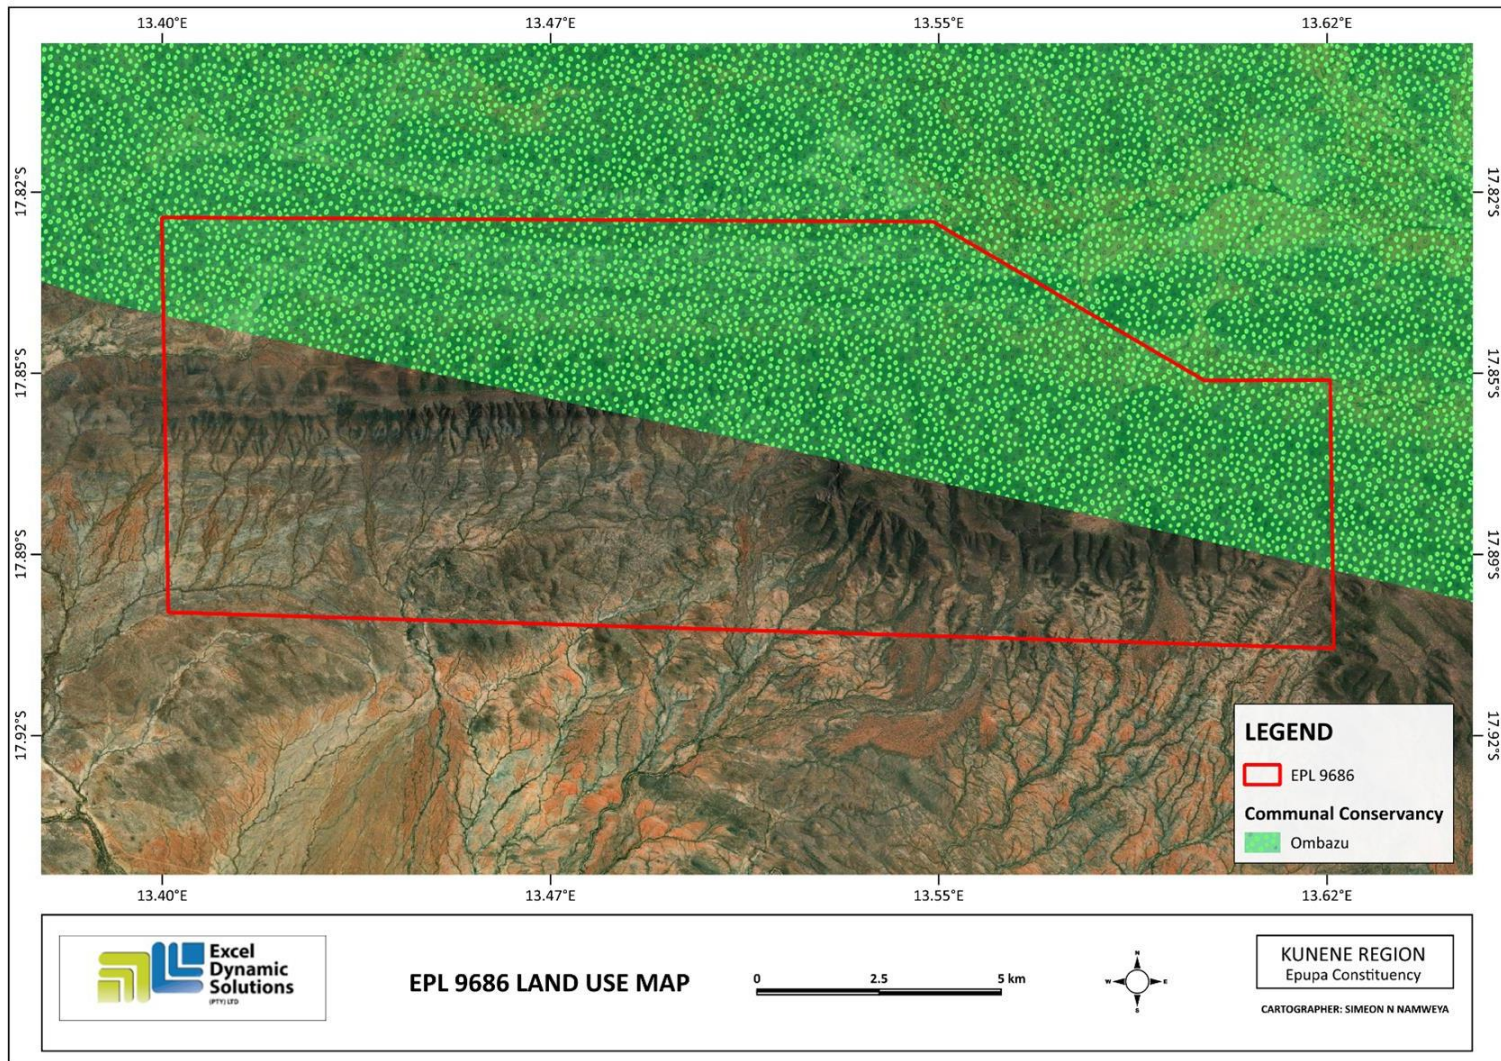 13.40°E 13.47°E 13.55°E 13.62°E
17.82°S 17.82°S
17.85°S 17.85°S
17.89°S 17.89°S
17.92°S 17.92°S
LEGEND
EPL 9686
Communal Conservancy
Ombazu
13.40°E 13.47°E 13.55°E 13.62°E
Excel
Dynamic
Solutions
(PTY) LTD
EPL 9686 LAND USE MAP
0 2.5 5 km
N
W E
S
KUNENE REGION
Epupa Constituency
CARTOGRAPHER: SIMEON N NAMWEYA